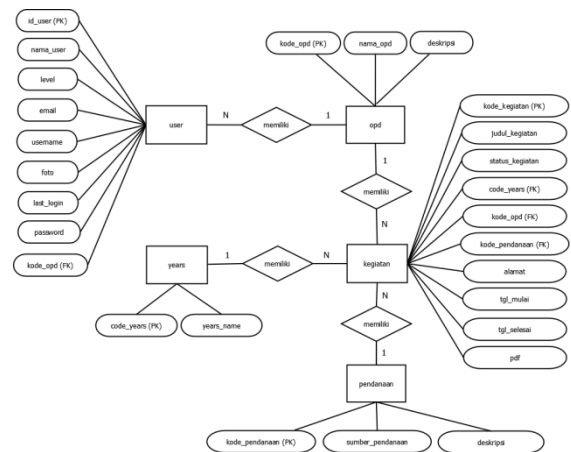 id_user (PK)
nama_user
level
email
username
foto
last_login
password
kode_opd (FK)
user
N
memiliki
1
kode_opd (PK)
nama_opd
deskripsi
opd
1
memiliki
N
kode_kegiatan (PK)
judul_kegiatan
status_kegiatan
code_years (FK)
kode_opd (FK)
kode_pendanaan (FK)
alamat
tgl_mulai
tgl_selesai
pdf
years
1
memiliki
N
kegiatan
code_years (PK)
years_name
N
memiliki
1
pendanaan
kode_pendanaan (PK)
sumber_pendanaan
deskripsi